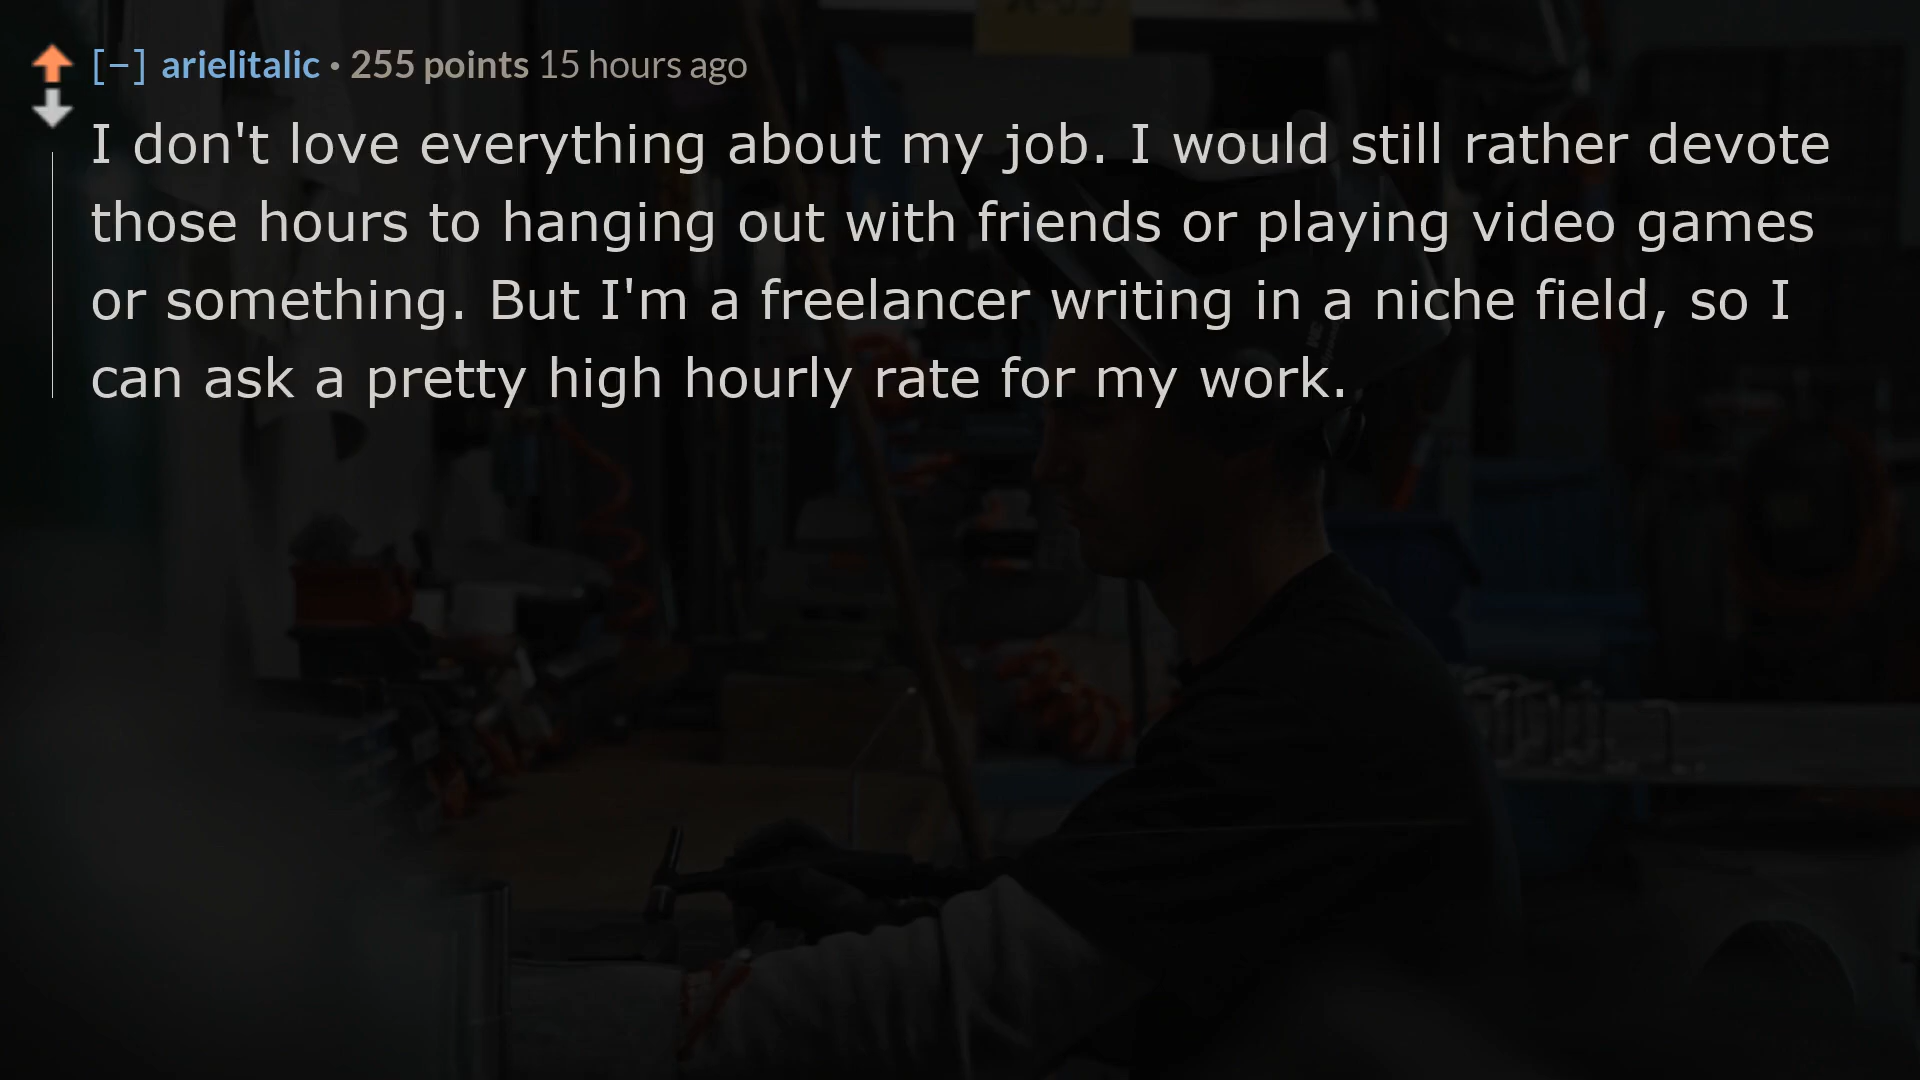 [–] arielitalic • 255 points 15 hours ago
I don't love everything about my job. I would still rather devote
those hours to hanging out with friends or playing video games
or something. But I'm a freelancer writing in a niche field, so I
can ask a pretty high hourly rate for my work.